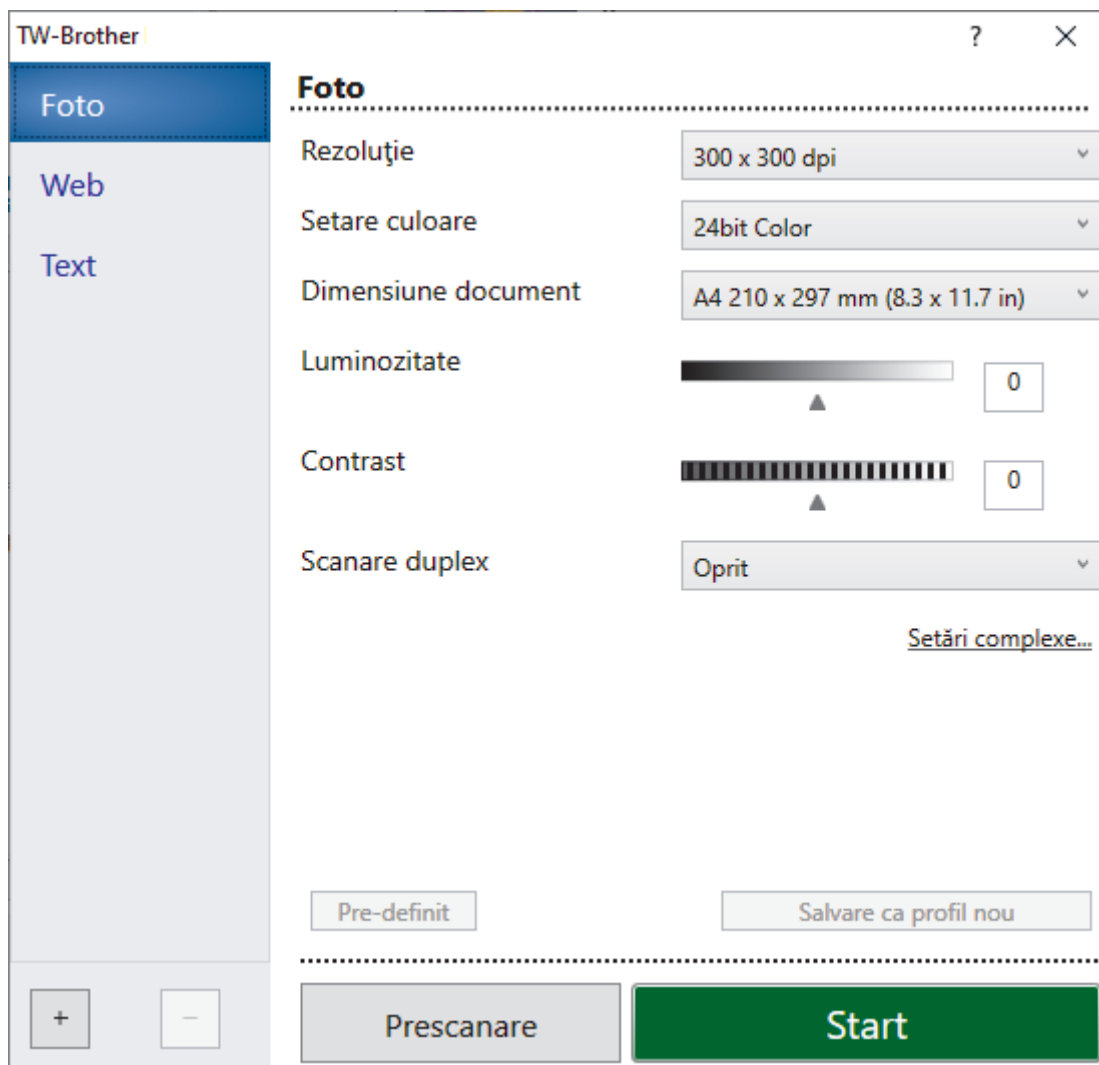 TW-Brother
?
Foto
Web
Text
Foto
Rezoluţie
300 x 300 dpi
Setare culoare
24bit Color
Dimensiune document
A4 210 x 297 mm (8.3 x 11.7 in)
Luminozitate
0
Contrast
0
Scanare duplex
Oprit
Setări complexe...
Pre-definit
Salvare ca profil nou
+
−
Prescanare
Start